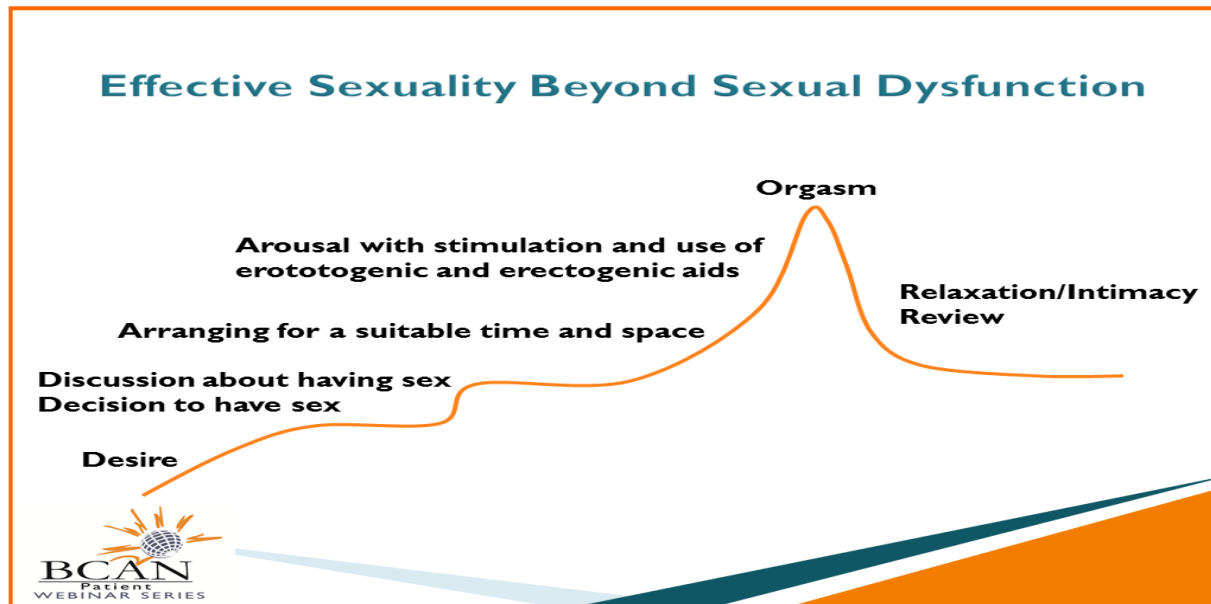 Effective Sexuality Beyond Sexual Dysfunction
Orgasm
Arousal with stimulation and use of
erototogenic and erectogenic aids
Relaxation/Intimacy
Review
Arranging for a suitable time and space
Discussion about having sex
Decision to have sex
Desire
BCAN
Patient
WEBINAR SERIES